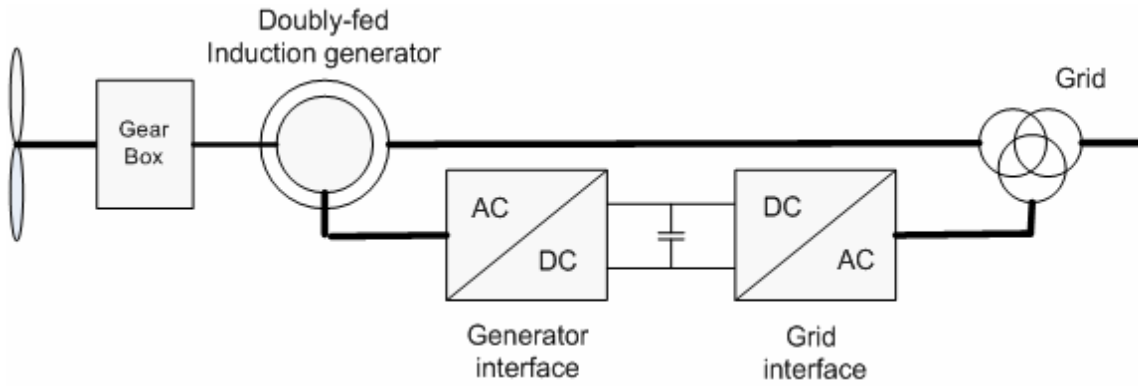 Doubly-fed
Induction generator
Grid
Gear
Box
AC
DC
DC
AC
Generator
interface
Grid
interface